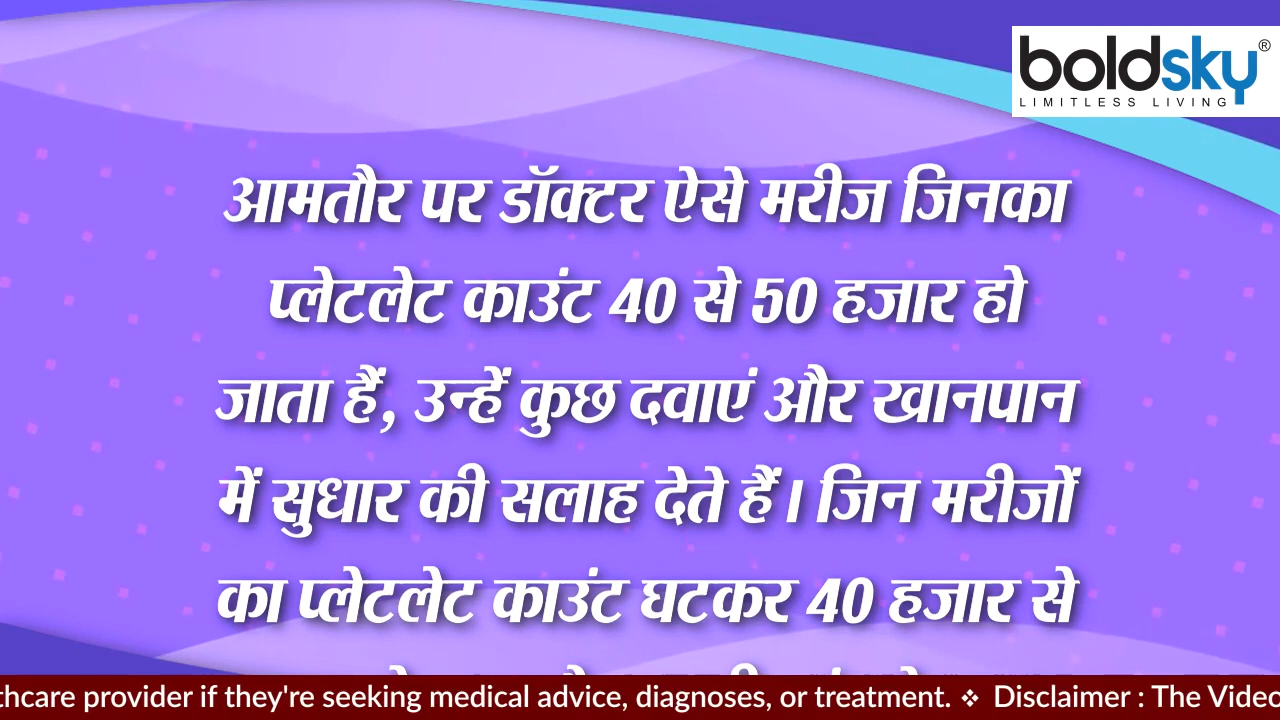 boldsky®
LIMITLESS LIVING
आमतौर पर डॉक्टर ऐसे मरीज जिनका
प्लेटलेट काउंट 40 से 50 हजार हो
जाता हैं, उन्हें कुछ दवाएं और खानपान
में सुधार की सलाह देते हैं। जिन मरीजों
का प्लेटलेट काउंट घटकर 40 हजार से
thcare provider if they're seeking medical advice, diagnoses, or treatment. ❖ Disclaimer : The Video